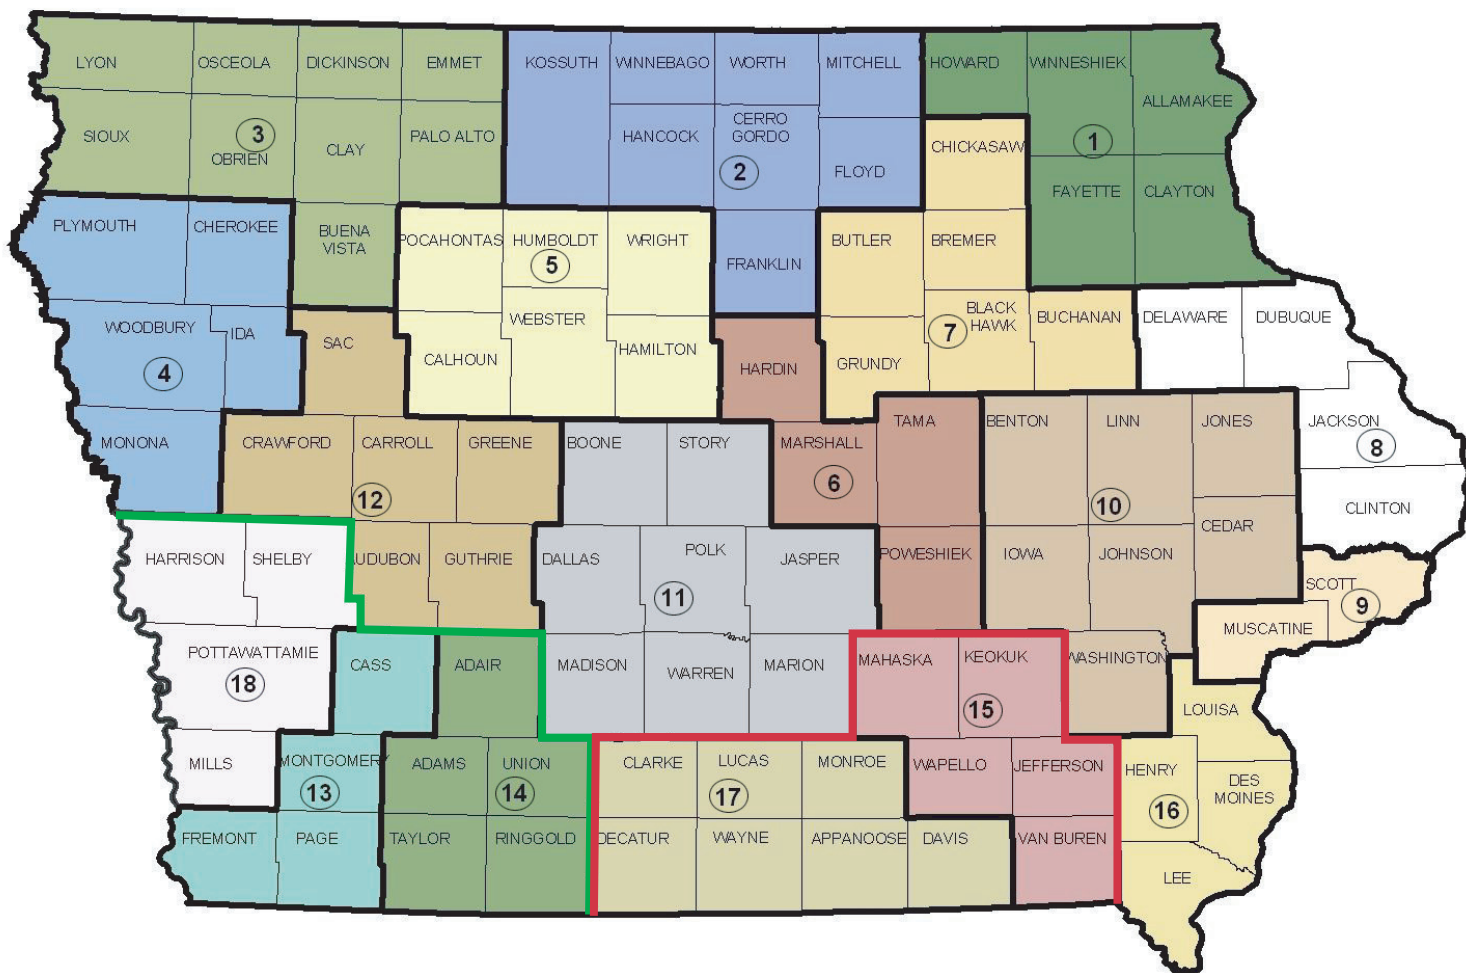 LYON
OSCEOLA
DICKINSON
EMMET
KOSSUTH
WINNEBAGO
WORTH
MITCHELL
HOWARD
WINNESHIEK
ALLAMAKEE
SIOUX
3
OBRIEN
CLAY
PALO ALTO
HANCOCK
CERRO
GORDO
2
FLOYD
CHICKASAW
1
FAYETTE
CLAYTON
PLYMOUTH
CHEROKEE
BUENA
VISTA
POCAHONTAS
HUMBOLDT
5
WRIGHT
FRANKLIN
BUTLER
BREMER
WOODBURY
IDA
4
SAC
CALHOUN
WEBSTER
HAMILTON
HARDIN
GRUNDY
7
BLACK
HAWK
BUCHANAN
DELAWARE
DUBUQUE
MONONA
CRAWFORD
CARROLL
GREENE
12
BOONE
STORY
MARSHALL
6
TAMA
BENTON
LINN
JONES
10
JACKSON
8
CLINTON
HARRISON
SHELBY
AUDUBON
GUTHRIE
DALLAS
POLK
JASPER
11
POWESHIEK
IOWA
JOHNSON
CEDAR
SCOTT
9
MUSCATINE
POTTAWATTAMIE
18
CASS
ADAIR
MADISON
WARREN
MARION
MAHASKA
KEOKUK
15
WASHINGTON
LOUISA
MILLS
MONTGOMERY
13
ADAMS
UNION
14
CLARKE
LUCAS
17
MONROE
WAPELLO
JEFFERSON
HENRY
16
DES
MOINES
FREMONT
PAGE
TAYLOR
RINGGOLD
DECATUR
WAYNE
APPANOOSE
DAVIS
VAN BUREN
LEE